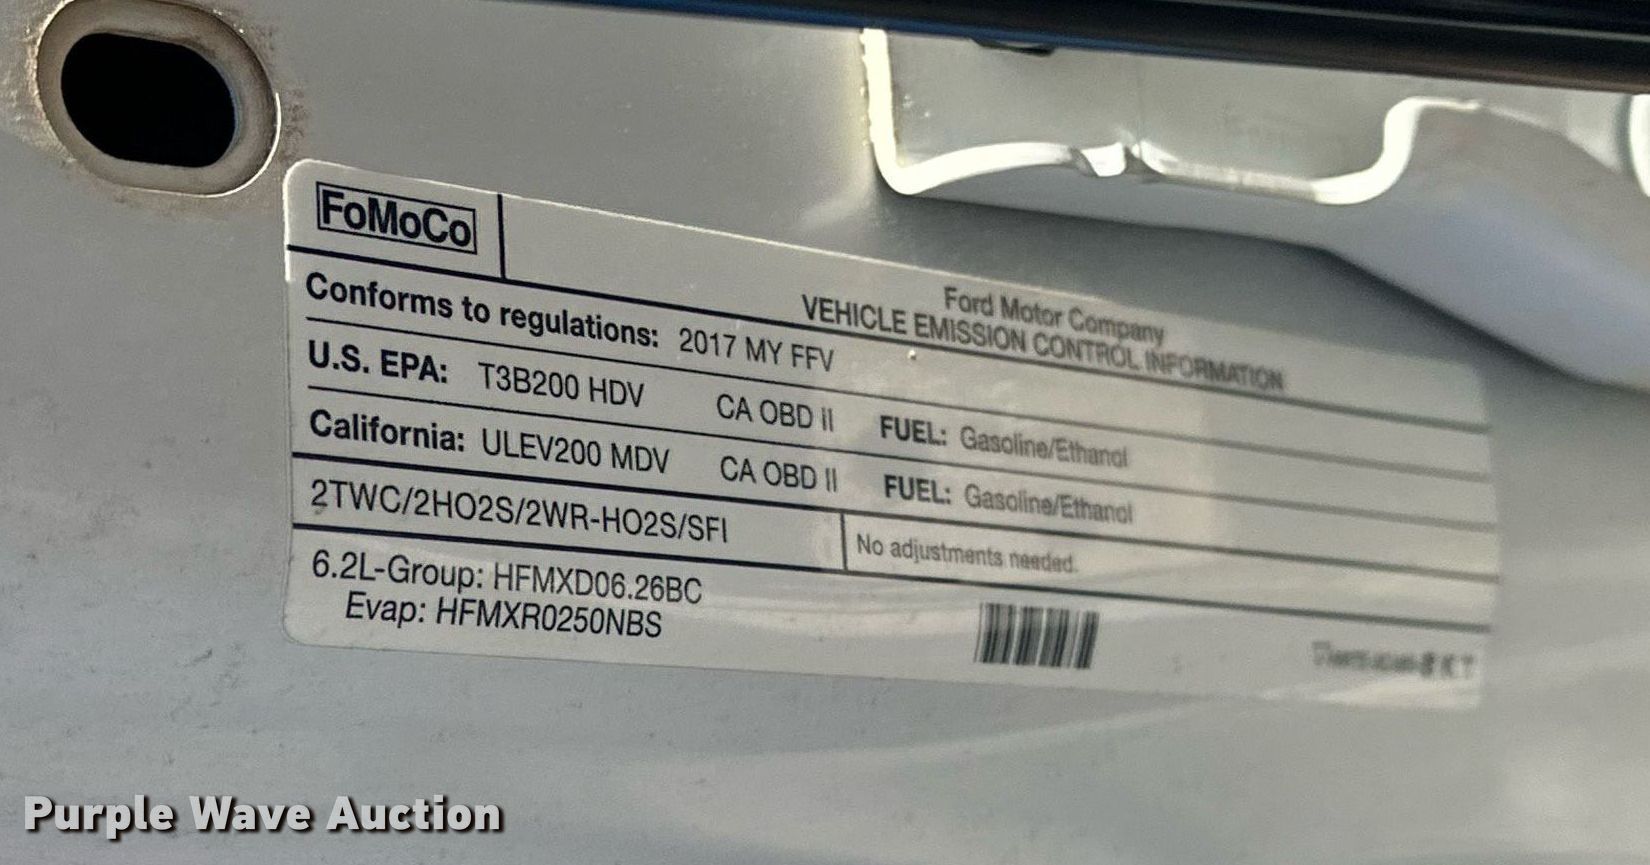 FoMoCo
Ford Motor Company
VEHICLE EMISSION CONTROL INFORMATION
Conforms to regulations: 2017 MY FFV
U.S. EPA: T3B200 HDV CA OBD II FUEL: Gasoline/Ethanol
California: ULEV200 MDV CA OBD II FUEL: Gasoline/Ethanol
2TWC/2HO2S/2WR-HO2S/SFI
No adjustments needed.
6.2L-Group: HFMXD06.26BC
Evap: HFMXR0250NBS
Purple Wave Auction